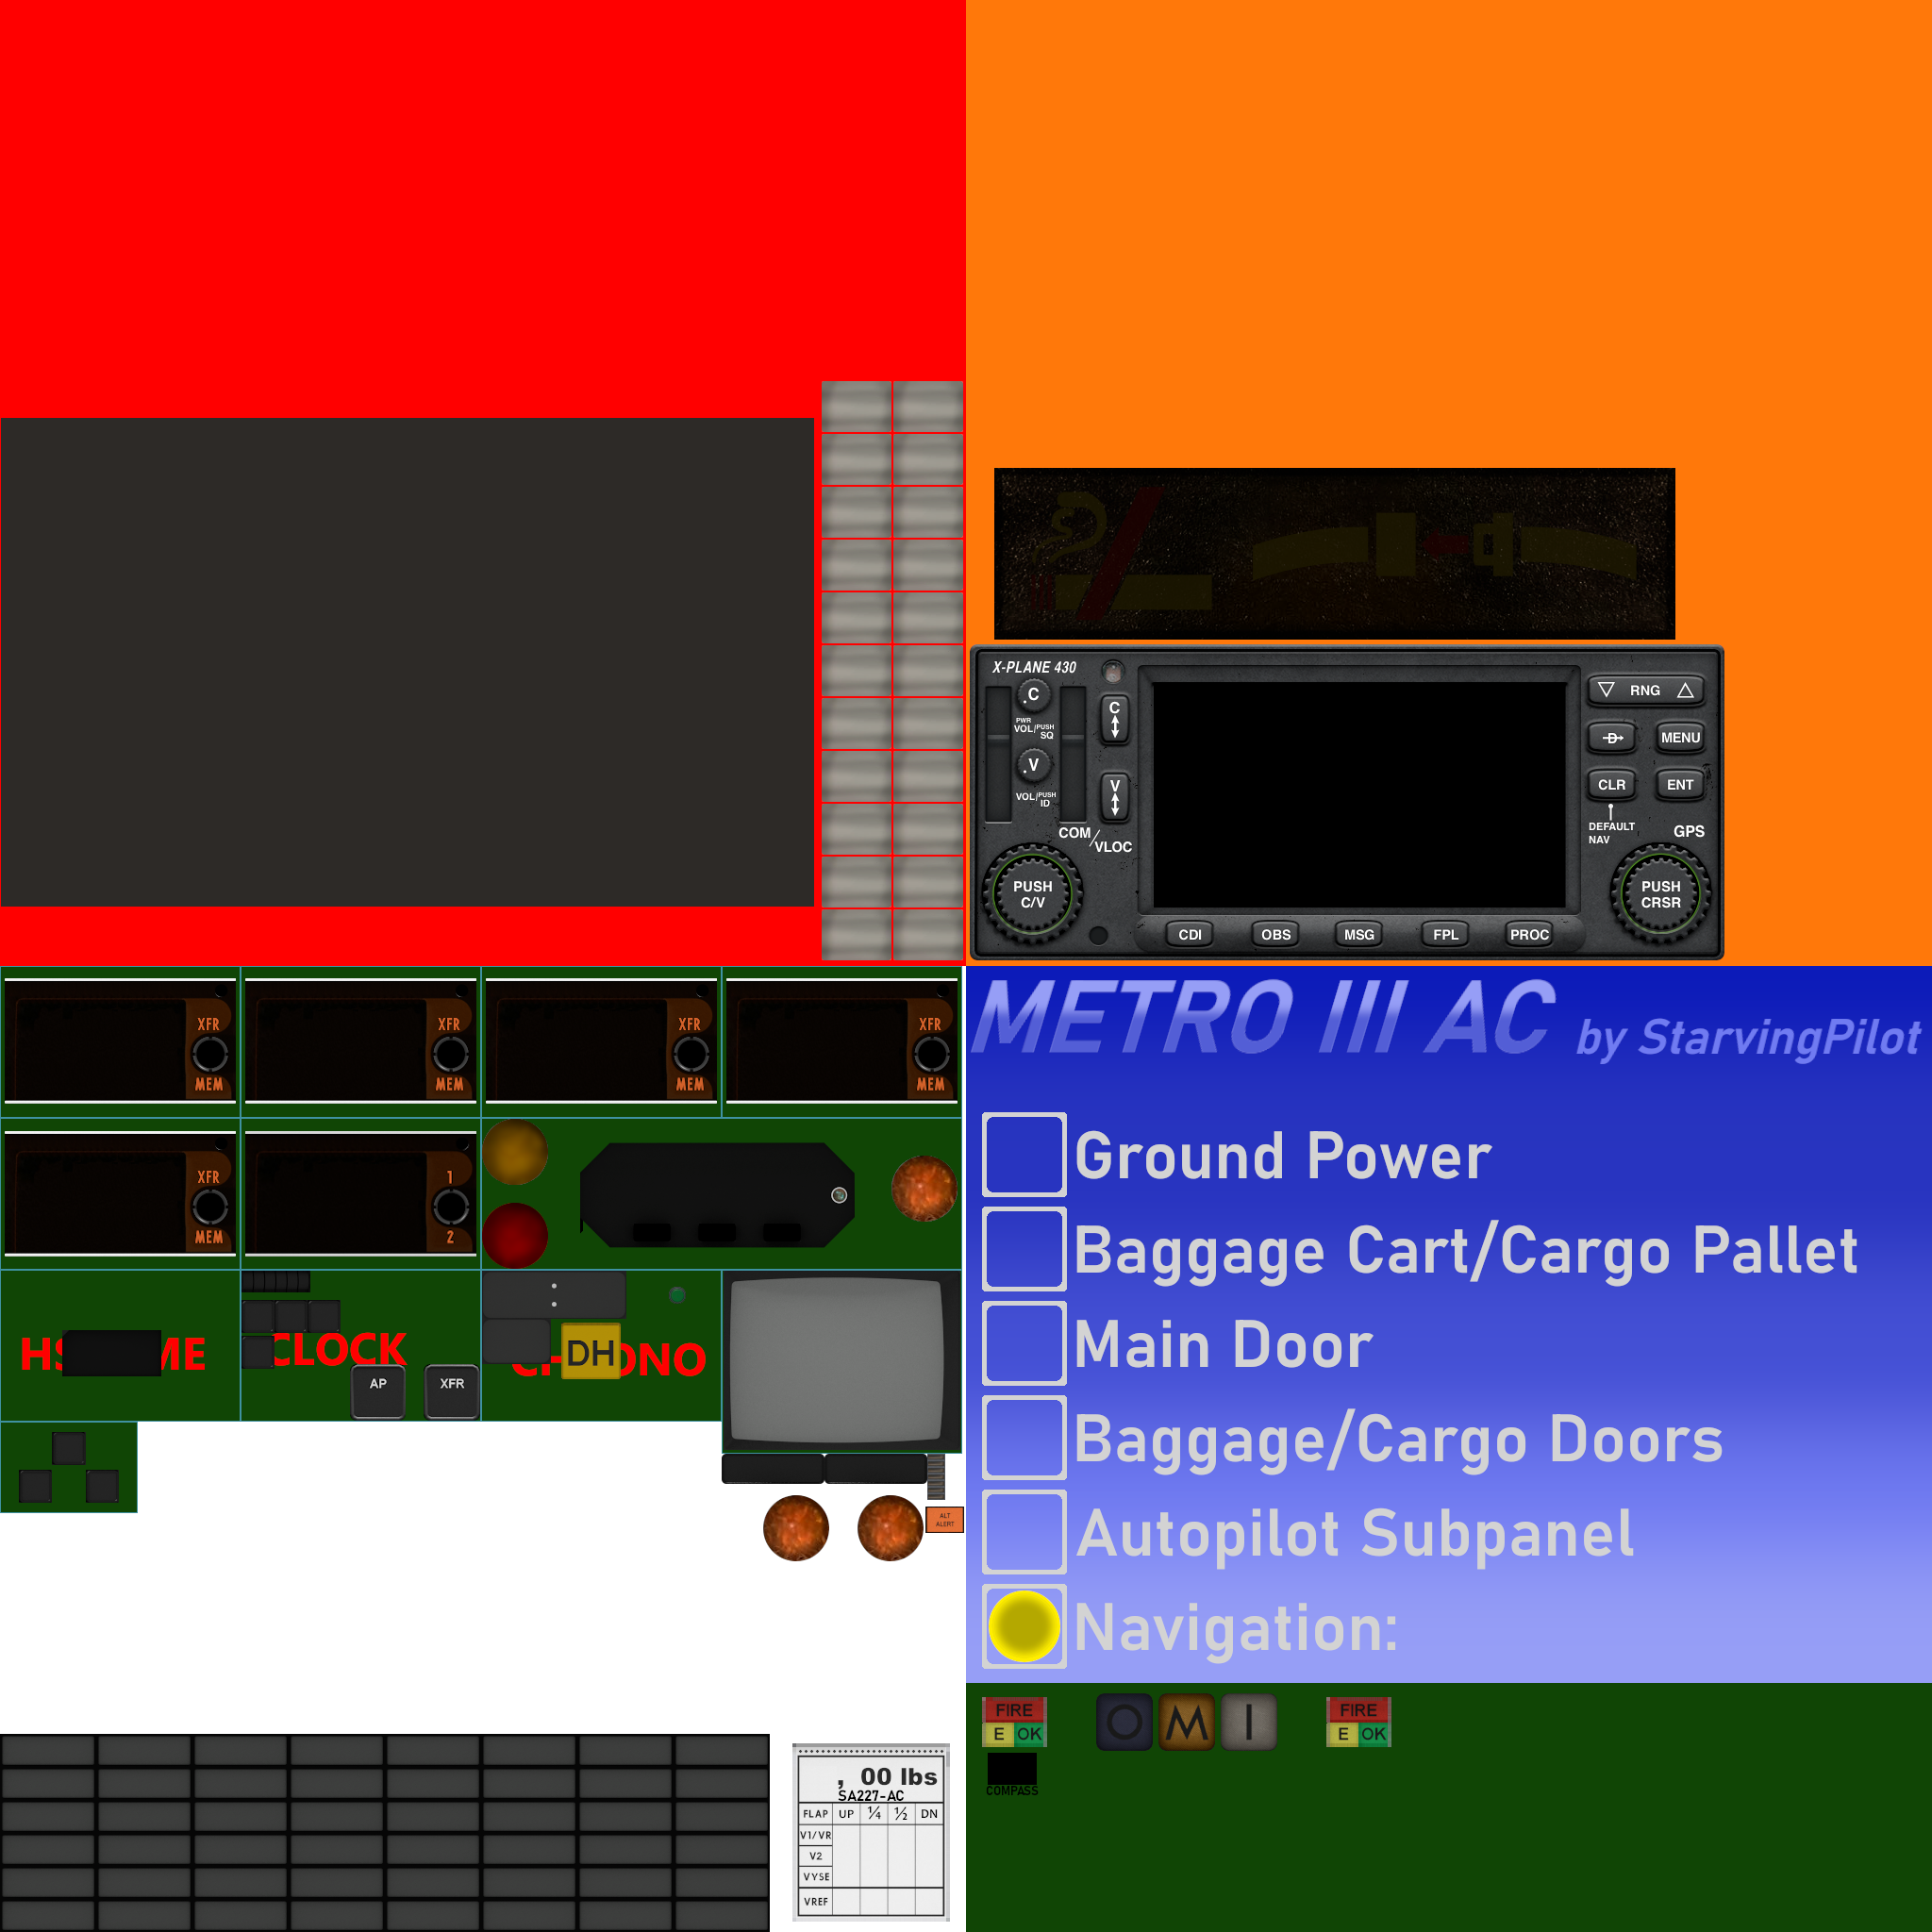 X-PLANE 430
C
PWR
VOL/PUSH
SQ
V
VOL/PUSH
ID
C
V
COM/VLOC
PUSH
C/V
RNG
D
MENU
CLR
ENT
DEFAULT
NAV
GPS
PUSH
CRSR
CDI
OBS
MSG
FPL
PROC
XFR
MEM
XFR
MEM
XFR
MEM
XFR
MEM
XFR
MEM
1
2
CLOCK
AP
XFR
DH
ONO
ALT
ALERT
METRO III AC by StarvingPilot
Ground Power
Baggage Cart/Cargo Pallet
Main Door
Baggage/Cargo Doors
Autopilot Subpanel
Navigation:
FIRE
E OK
O M I
FIRE
E OK
COMPASS
, 00 lbs
SA227-AC
FLAP UP 1/4 1/2 DN
V1/VR
V2
VYSE
VREF